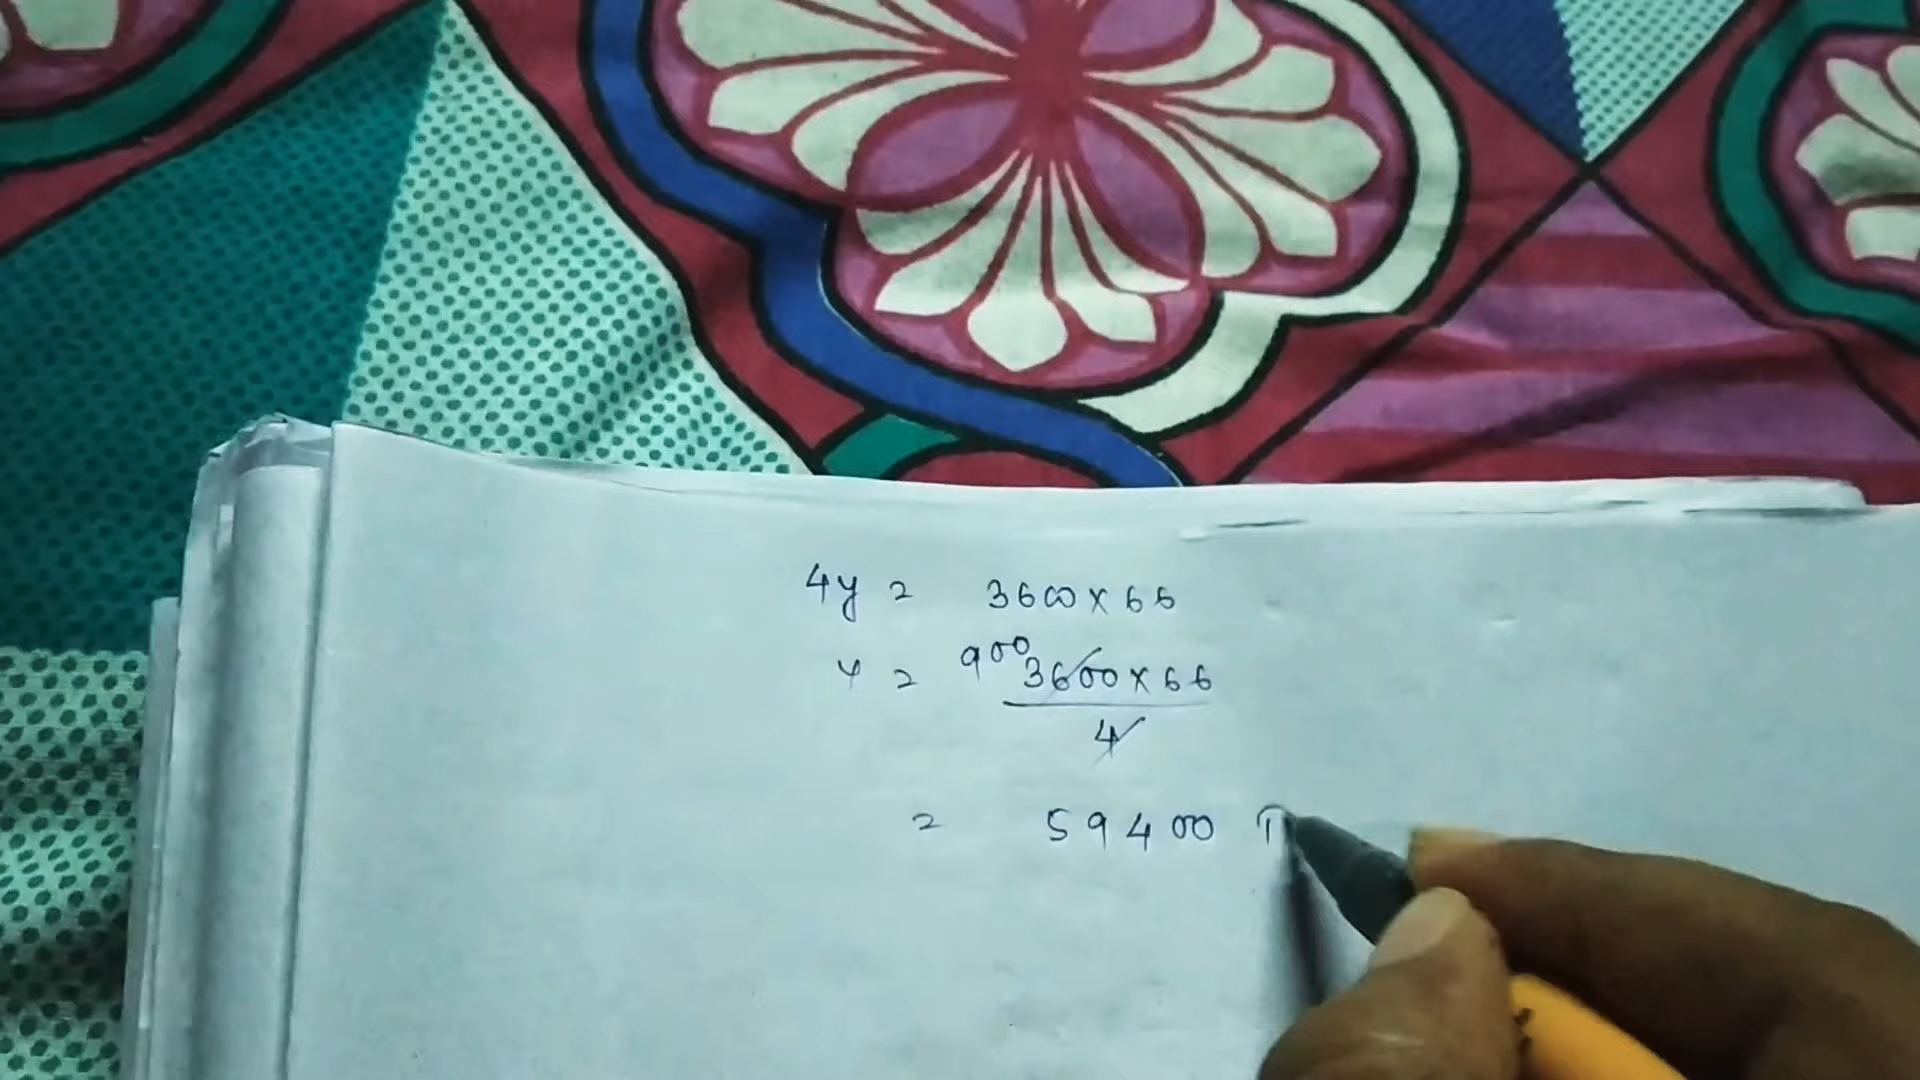 4y = 3600 x 66
y = 900 3600 x 66
4
= 59400